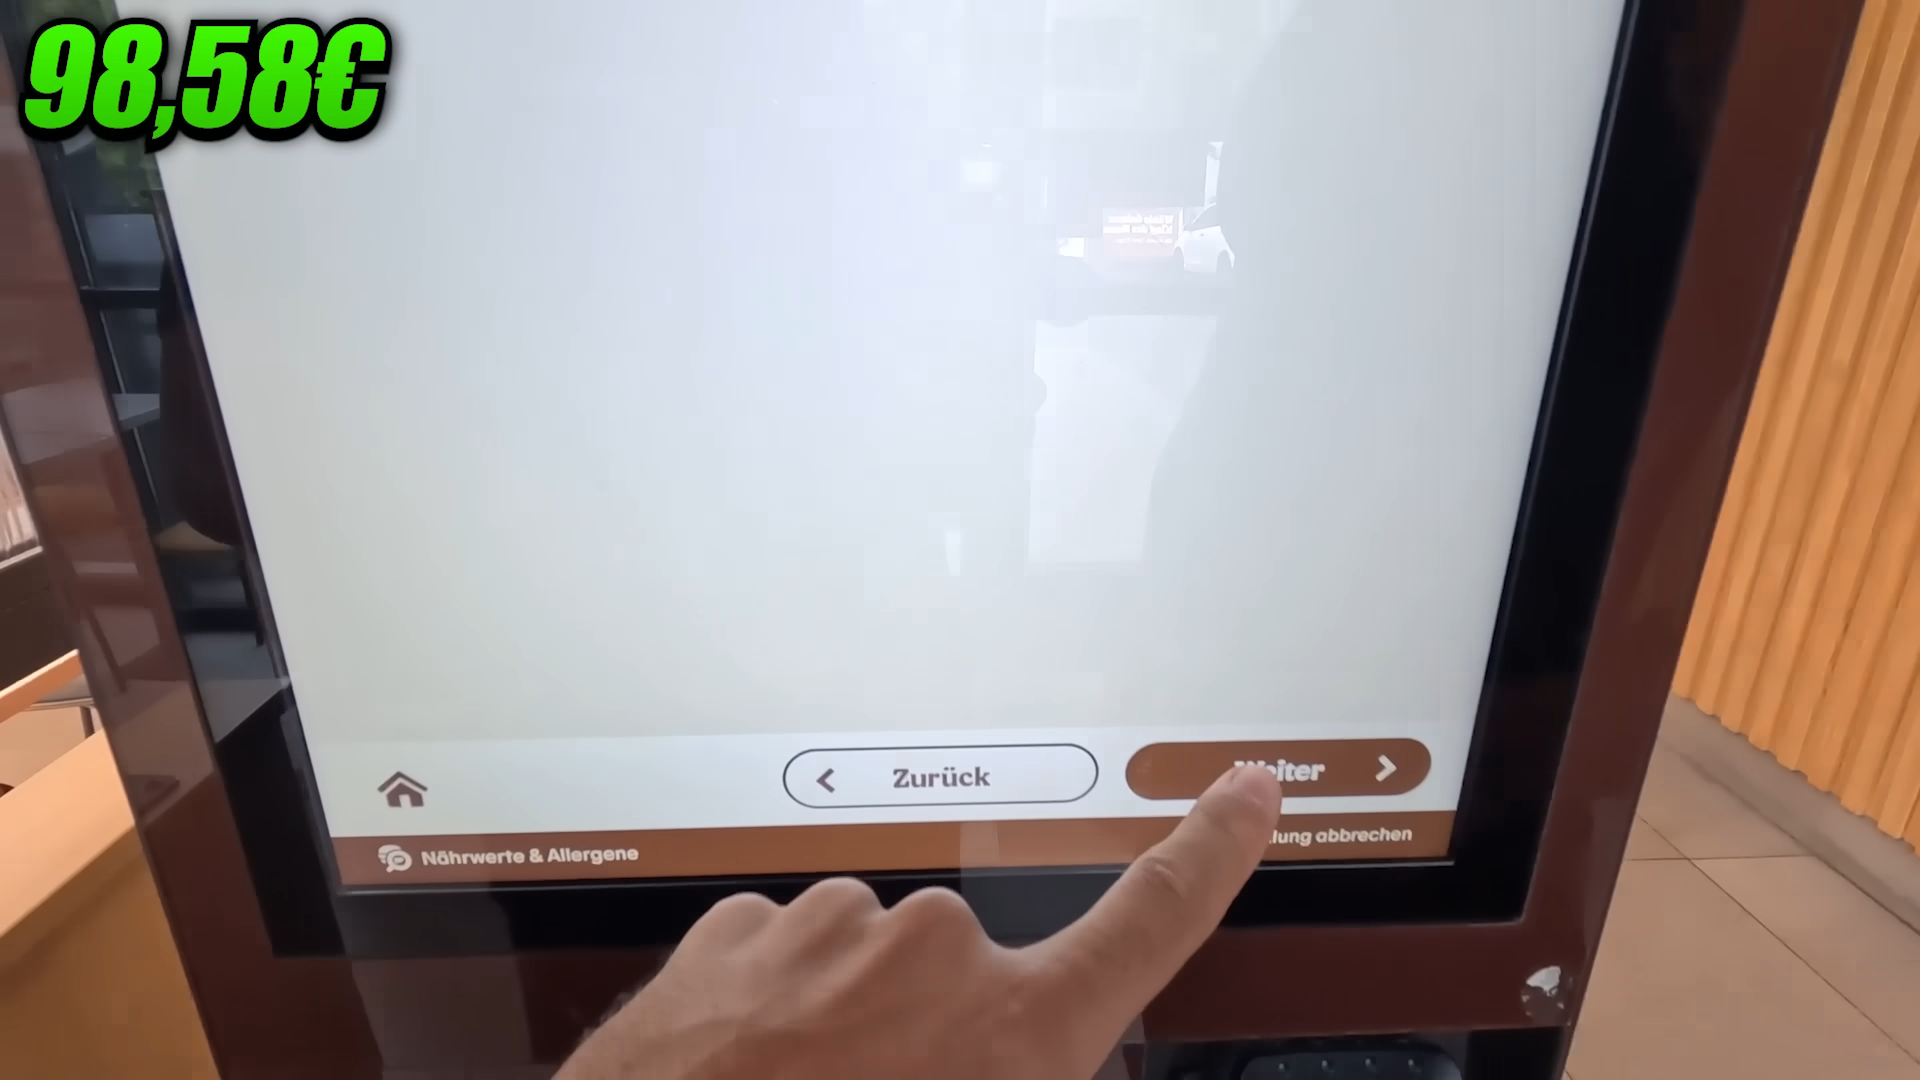 98,58€
Zurück
Weiter
Nährwerte & Allergene
lung abbrechen